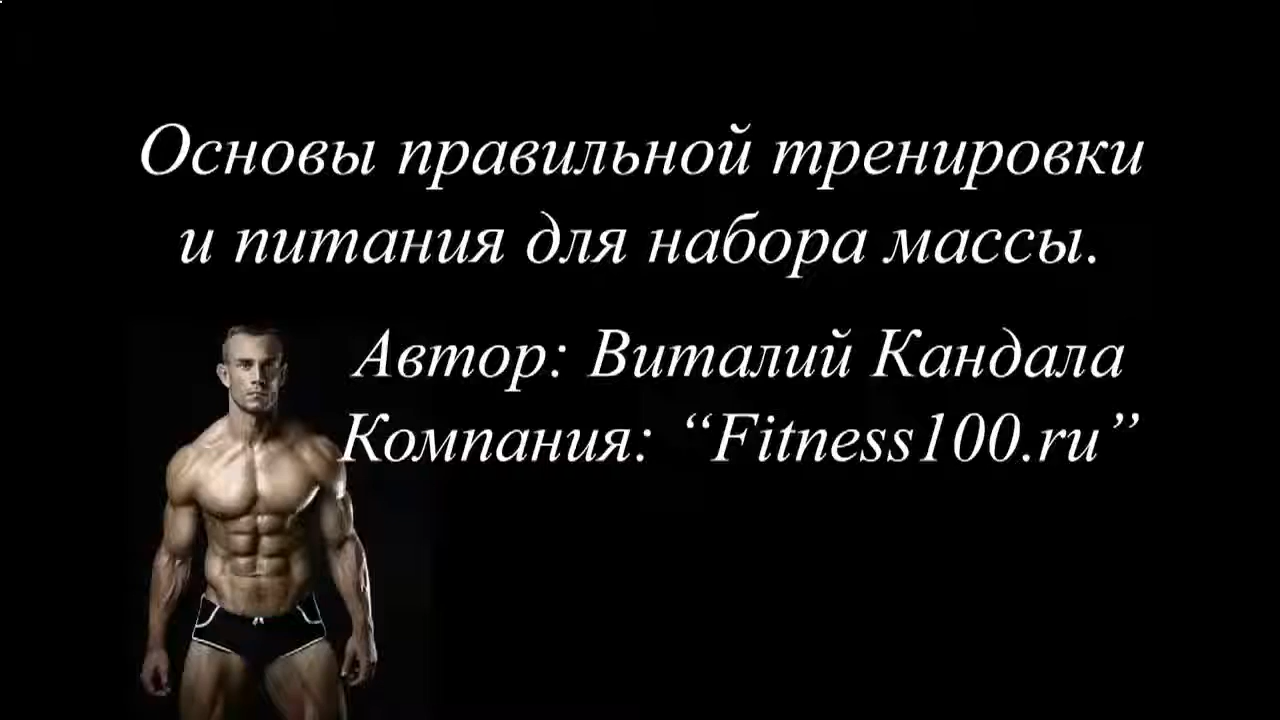 Основы правильной тренировки
и питания для набора массы.
Автор: Виталий Кандала
Компания: “Fitness100.ru”